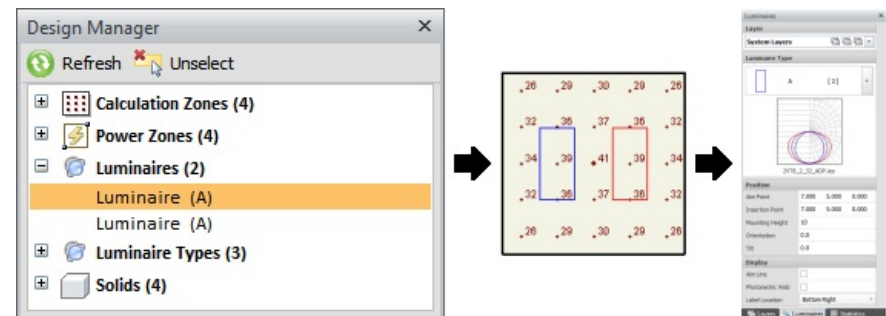 Design Manager
Refresh Unselect
Calculation Zones (4)
Power Zones (4)
Luminaires (2)
Luminaire (A)
Luminaire (A)
Luminaire Types (3)
Solids (4)
.26 .29 .30 .29 .26
.32 .36 .37 .36 .32
.34 .39 .41 .39 .34
.32 .36 .37 .36 .32
.26 .29 .30 .29 .26
Luminaires
Layer
System Layers
Luminaire Type
A [2]
Position
Aim Point 7.000 5.000 0.000
Insertion Point 7.000 5.000 8.000
Mounting Height 10
Orientation 0.0
Tilt 0.0
Display
Aim Line
Photometric Web
Label Location Bottom-Right
Layers Luminaires Statistics